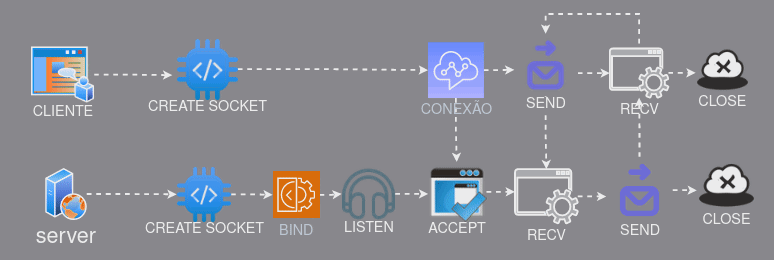 CLIENTE
CREATE SOCKET
CONEXÃO
SEND
RECV
CLOSE
server
CREATE SOCKET
BIND
LISTEN
ACCEPT
RECV
SEND
CLOSE